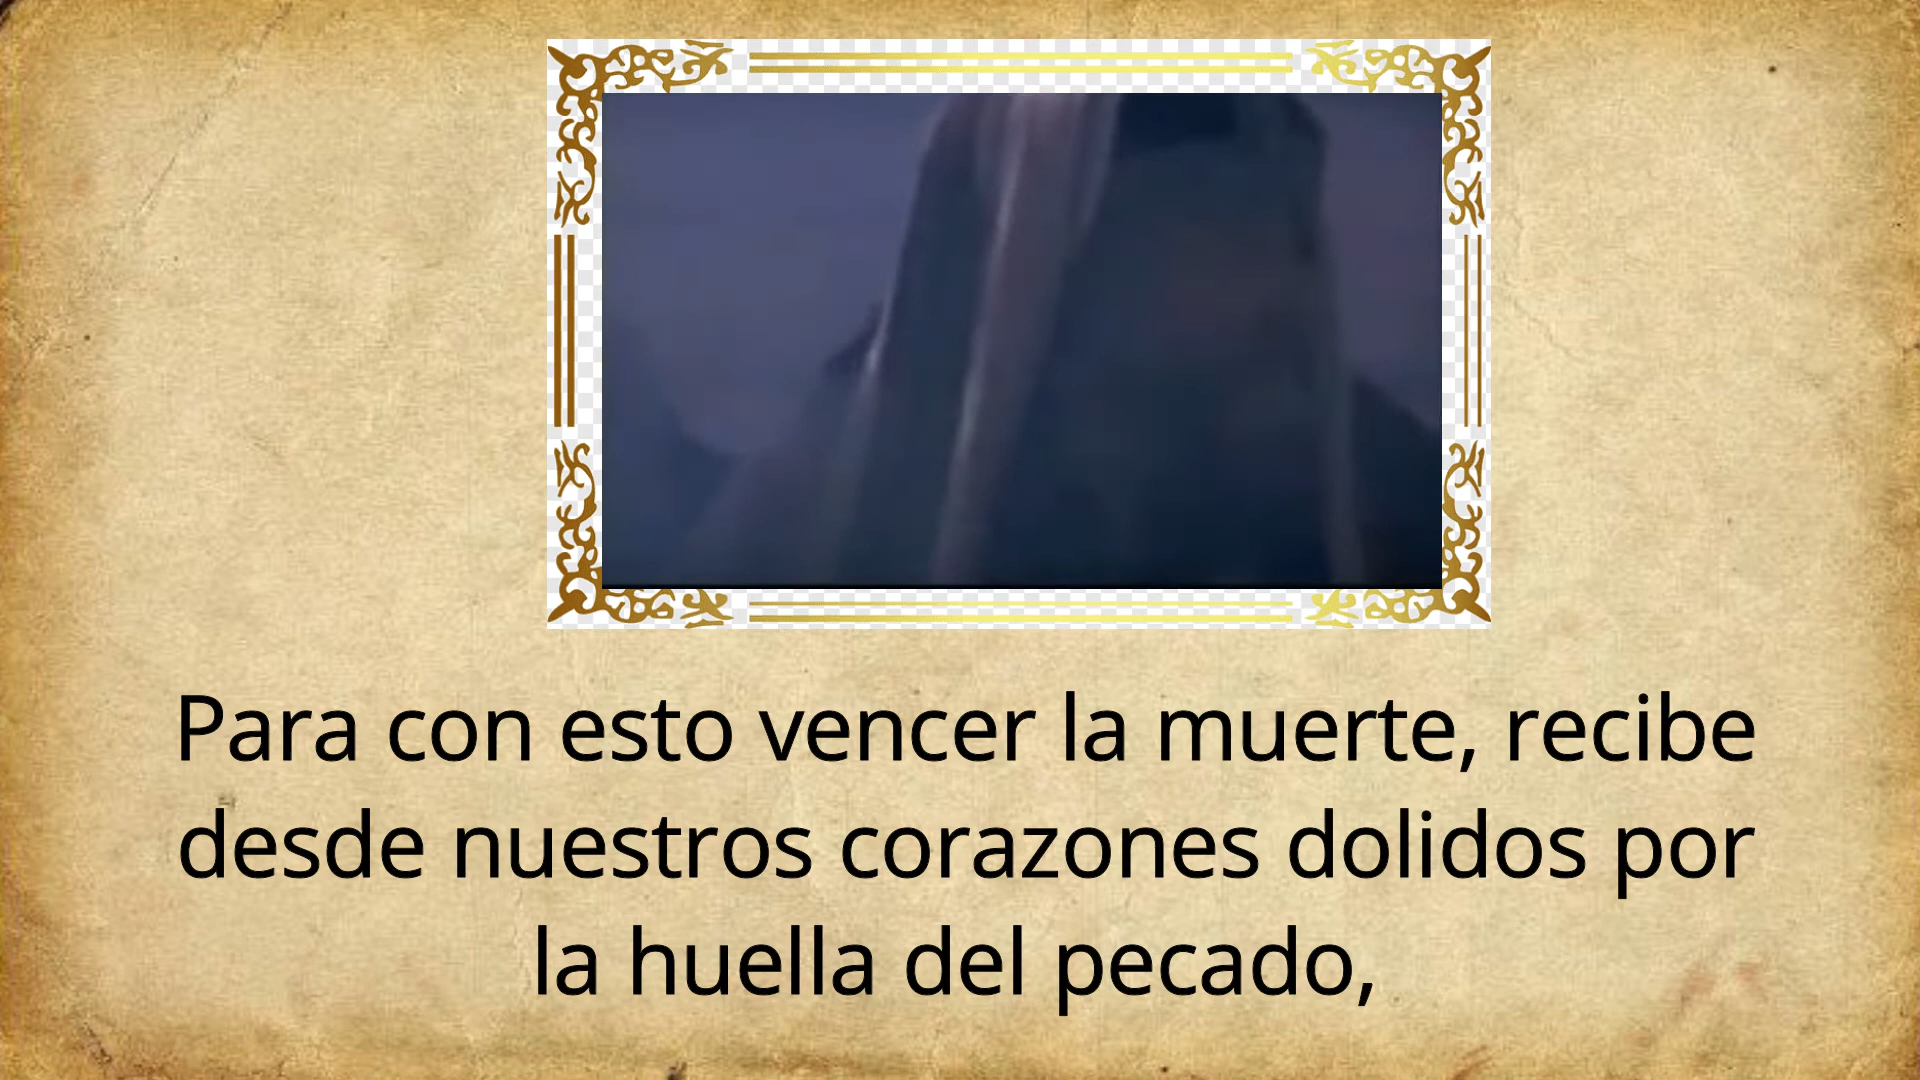 Para con esto vencer la muerte, recibe
desde nuestros corazones dolidos por
la huella del pecado,